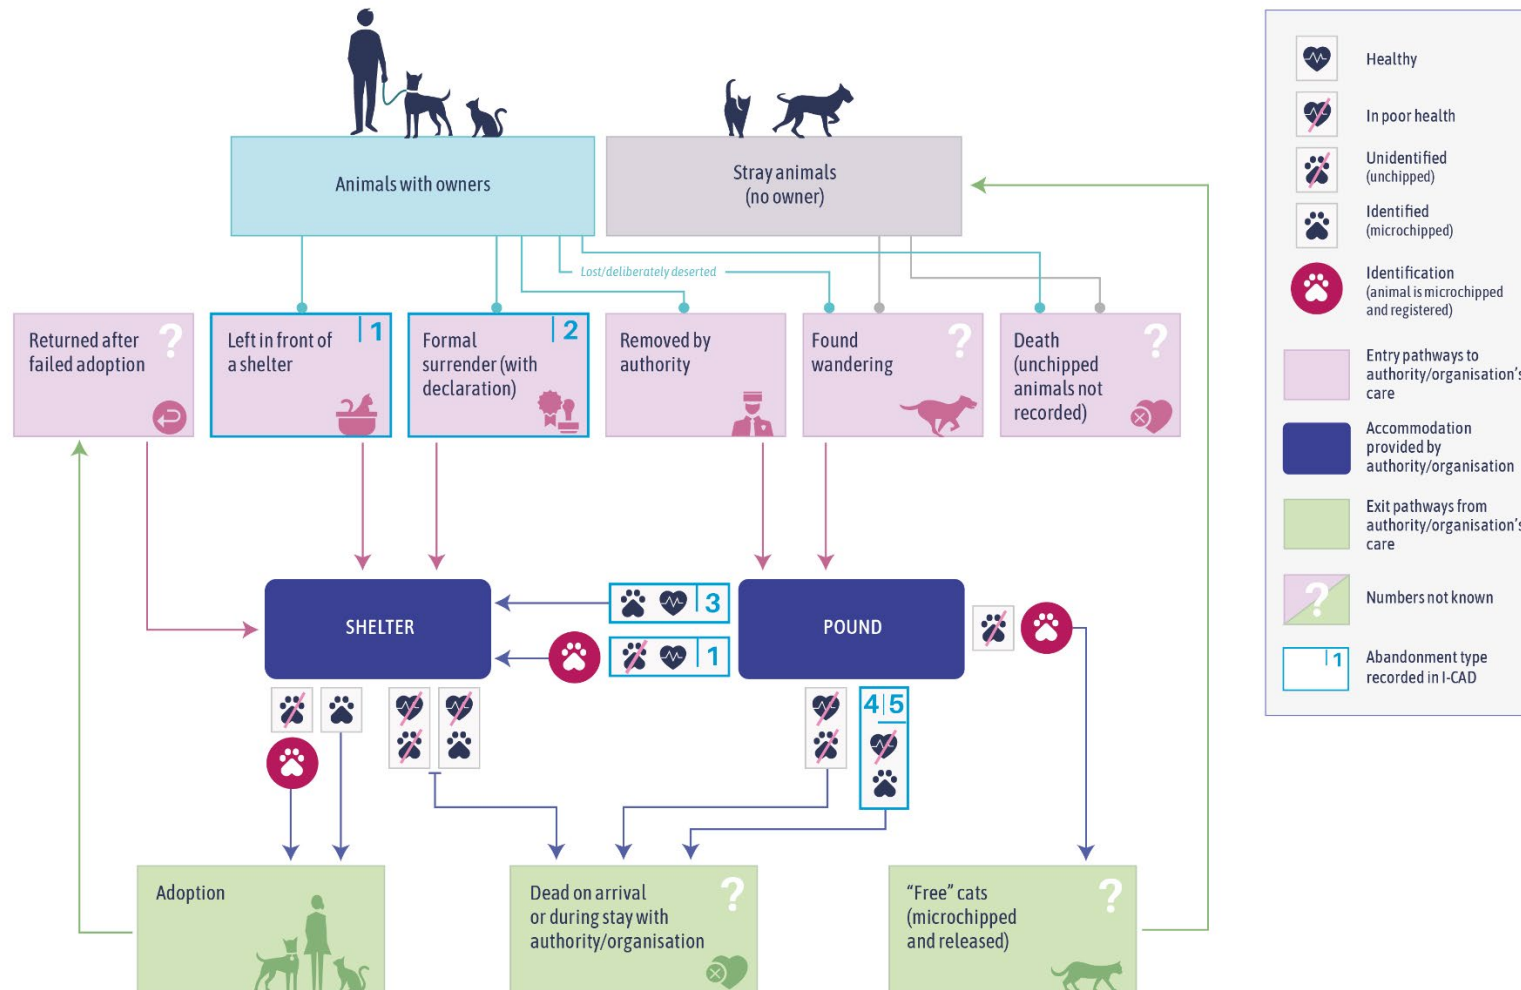 Animals with owners
Stray animals
(no owner)
Lost/deliberately deserted
Returned after
failed adoption
?
Left in front of
a shelter
1
Formal
surrender (with
declaration)
2
Removed by
authority
Found
wandering
?
Death
(unchipped
animals not
recorded)
?
SHELTER
3
1
POUND
4|5
Adoption
Dead on arrival
or during stay with
authority/organisation
?
“Free” cats
(microchipped
and released)
?
Healthy
In poor health
Unidentified
(unchipped)
Identified
(microchipped)
Identification
(animal is microchipped
and registered)
Entry pathways to
authority/organisation's
care
Accommodation
provided by
authority/organisation
Exit pathways from
authority/organisation's
care
?
Numbers not known
1
Abandonment type
recorded in I-CAD